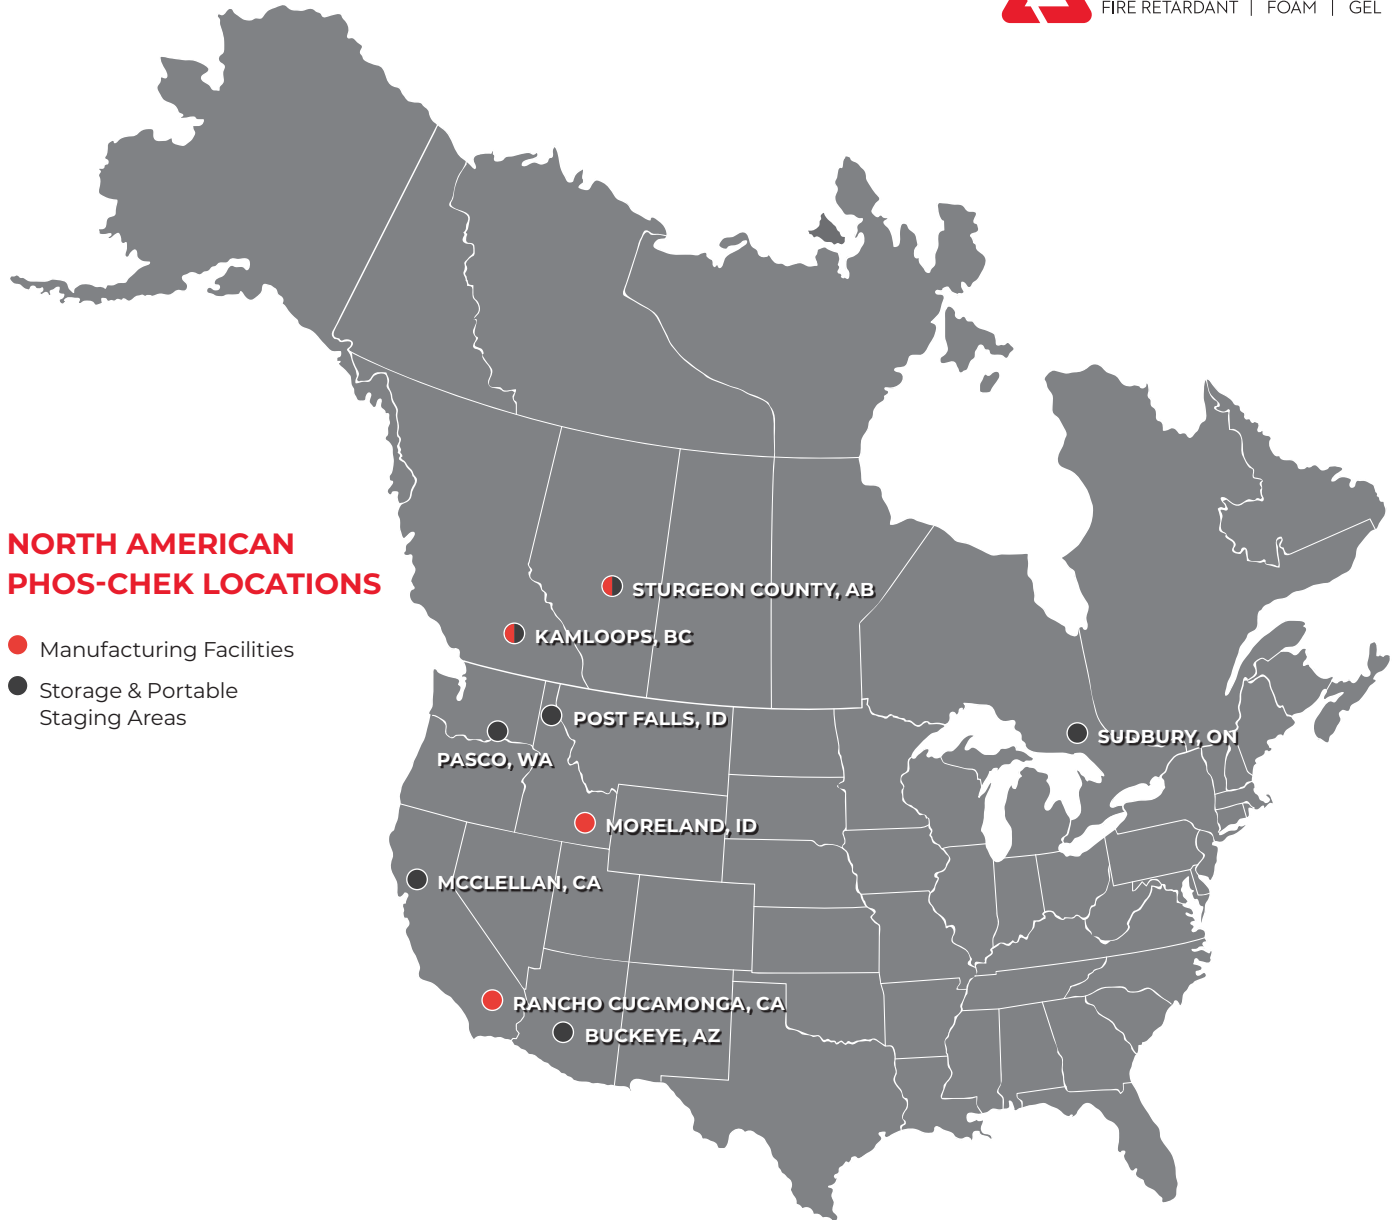 FIRE RETARDANT | FOAM | GEL
NORTH AMERICAN
PHOS-CHEK LOCATIONS
Manufacturing Facilities
Storage & Portable
Staging Areas
STURGEON COUNTY, AB
KAMLOOPS, BC
POST FALLS, ID
PASCO, WA
SUDBURY, ON
MORELAND, ID
MCCLELLAN, CA
RANCHO CUCAMONGA, CA
BUCKEYE, AZ